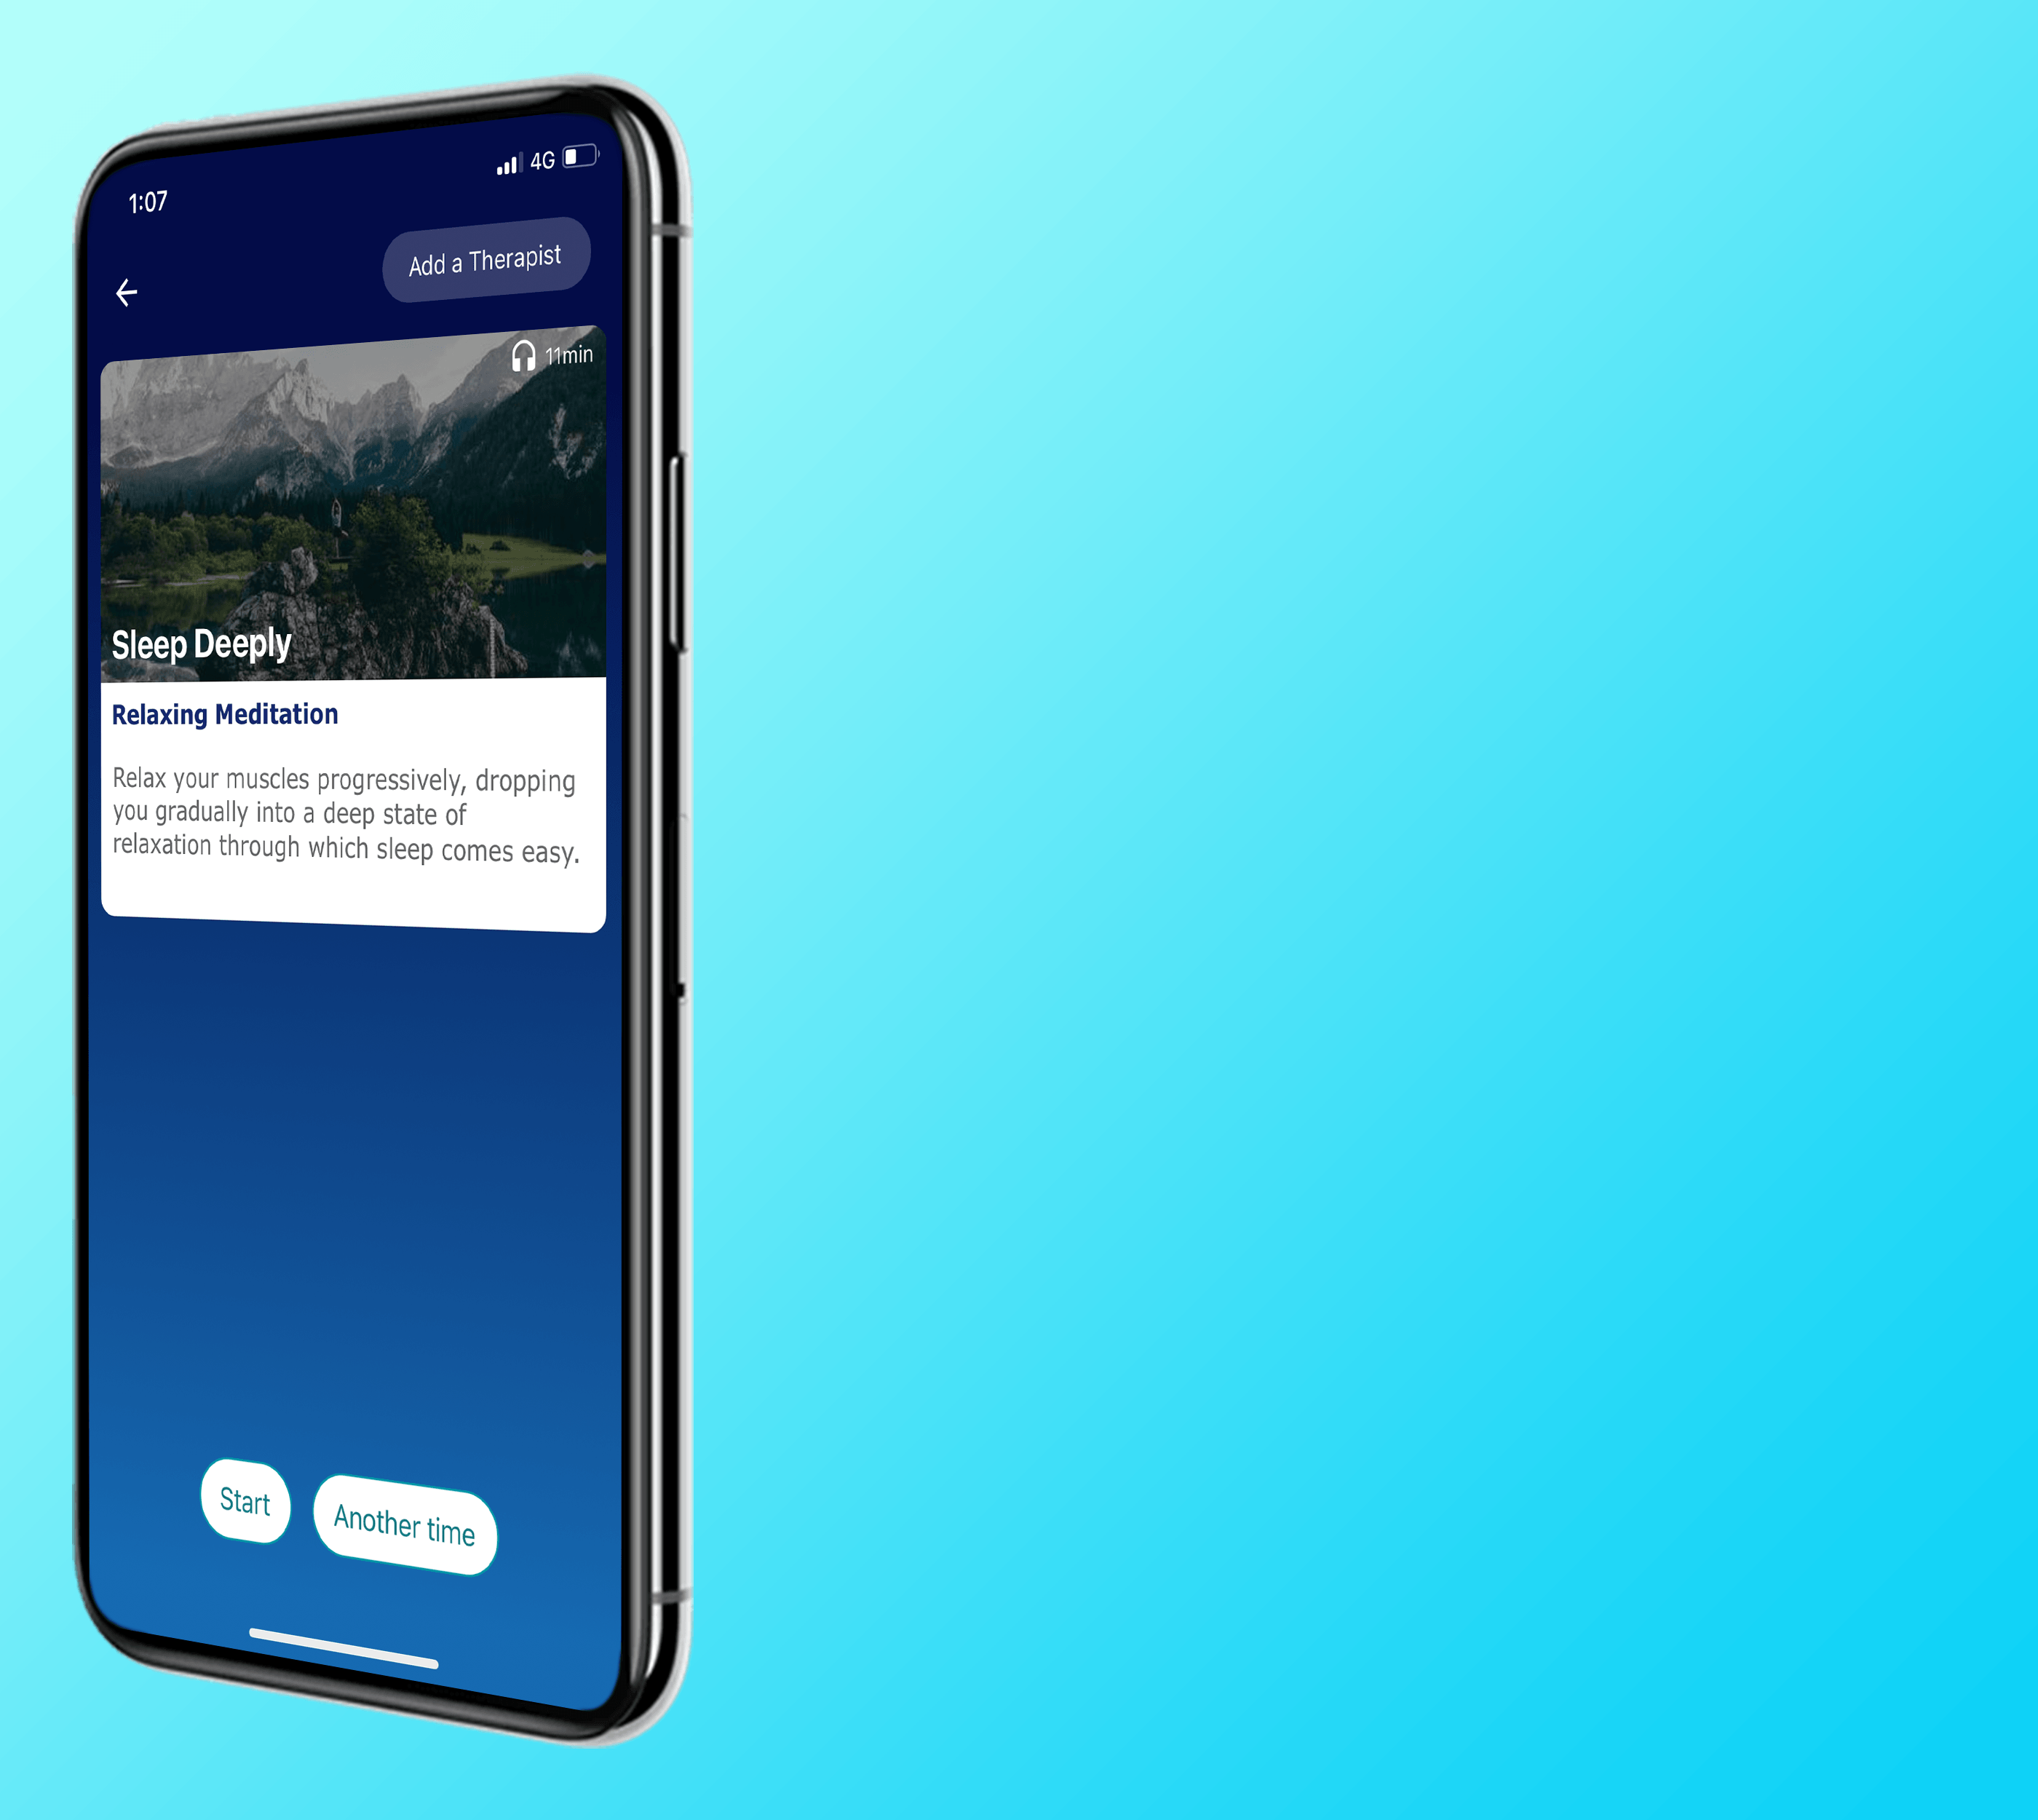 1:07
4G
Add a Therapist
11min
Sleep Deeply
Relaxing Meditation
Relax your muscles progressively, dropping
you gradually into a deep state of
relaxation through which sleep comes easy.
Start
Another time